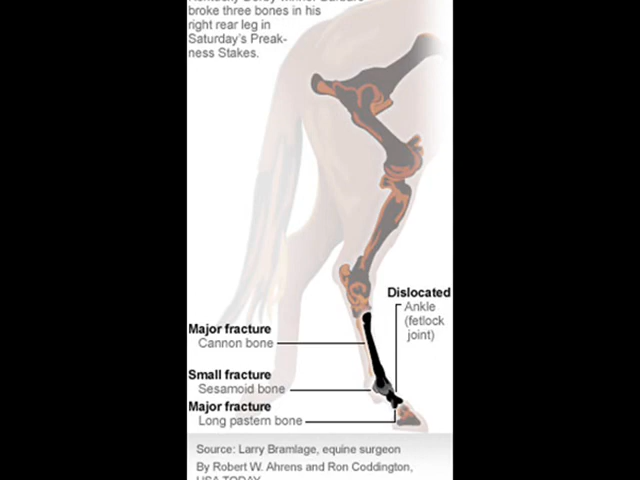 broke three bones in his
right rear leg in
Saturday's Preak-
ness Stakes.
Dislocated
Ankle
(fetlock
joint)
Major fracture
Cannon bone
Small fracture
Sesamoid bone
Major fracture
Long pastern bone
Source: Larry Bramlage, equine surgeon
By Robert W. Ahrens and Ron Coddington,
USA TODAY